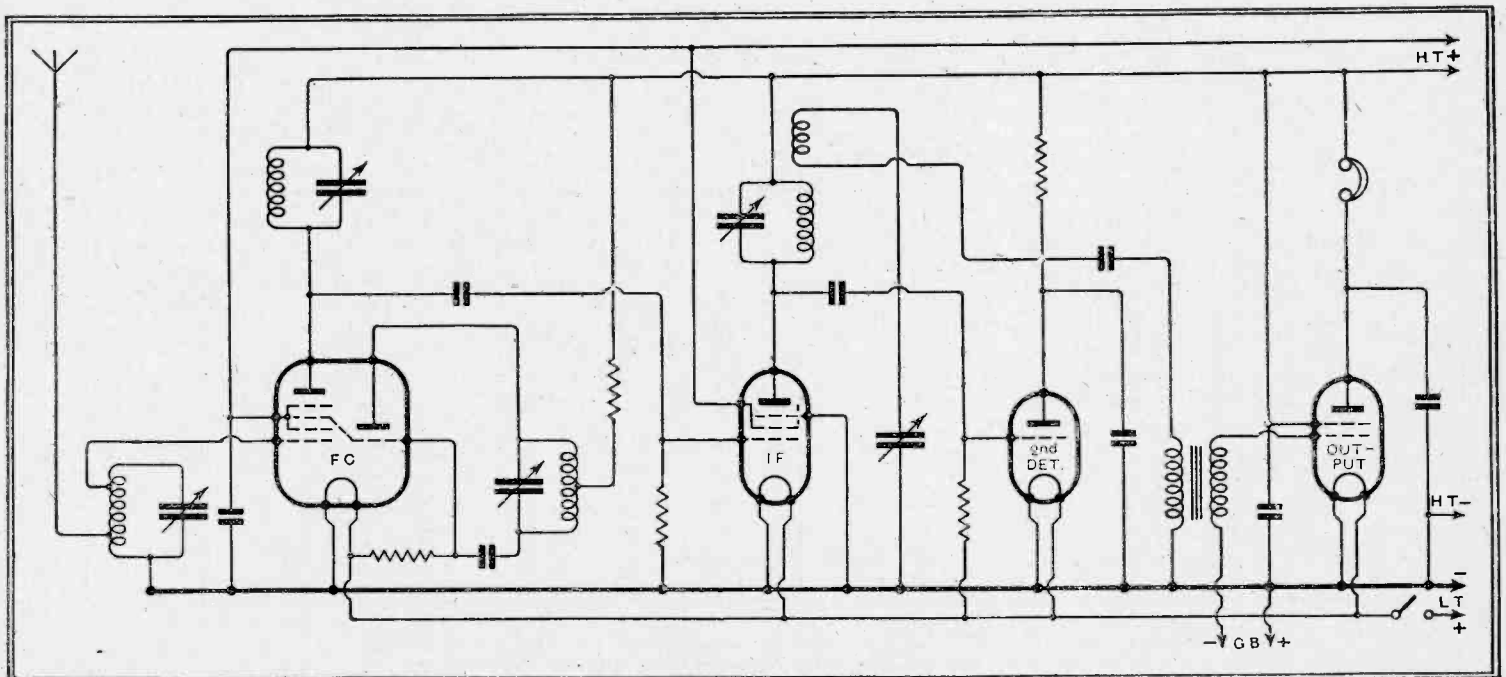 HT+
FC
IF
2nd
DET.
OUT-
PUT
HT-
-
LT
+
- GB +